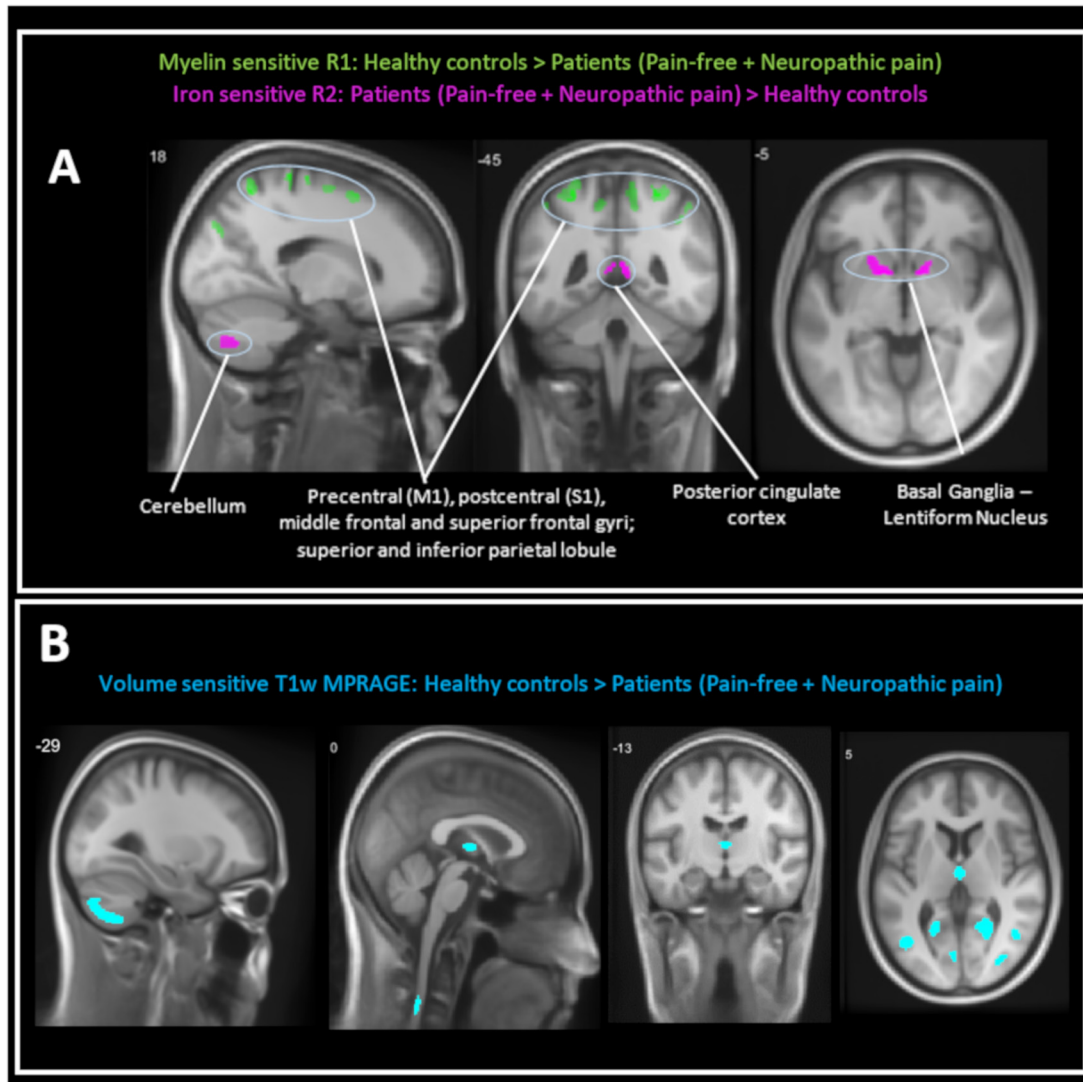 Myelin sensitive R1: Healthy controls > Patients (Pain-free + Neuropathic pain)
Iron sensitive R2: Patients (Pain-free + Neuropathic pain) > Healthy controls
A
18
-45
-5
Cerebellum
Precentral (M1), postcentral (S1),
middle frontal and superior frontal gyri;
superior and inferior parietal lobule
Posterior cingulate
cortex
Basal Ganglia –
Lentiform Nucleus
B
Volume sensitive T1w MPRAGE: Healthy controls > Patients (Pain-free + Neuropathic pain)
-29
0
-13
5